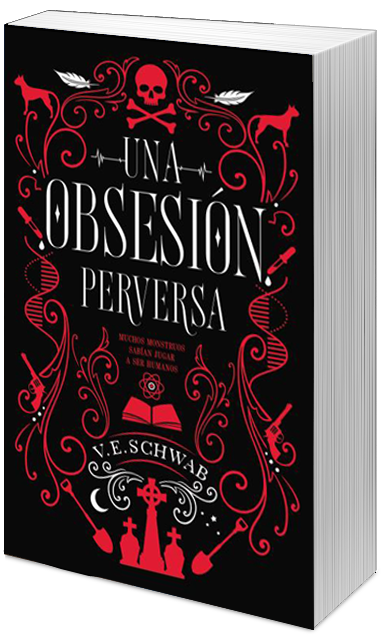 UNA
OBSESIÓN
PERVERSA
MUCHOS MONSTRUOS
SABÍAN JUGAR
A SER HUMANOS
V.E. SCHWAB